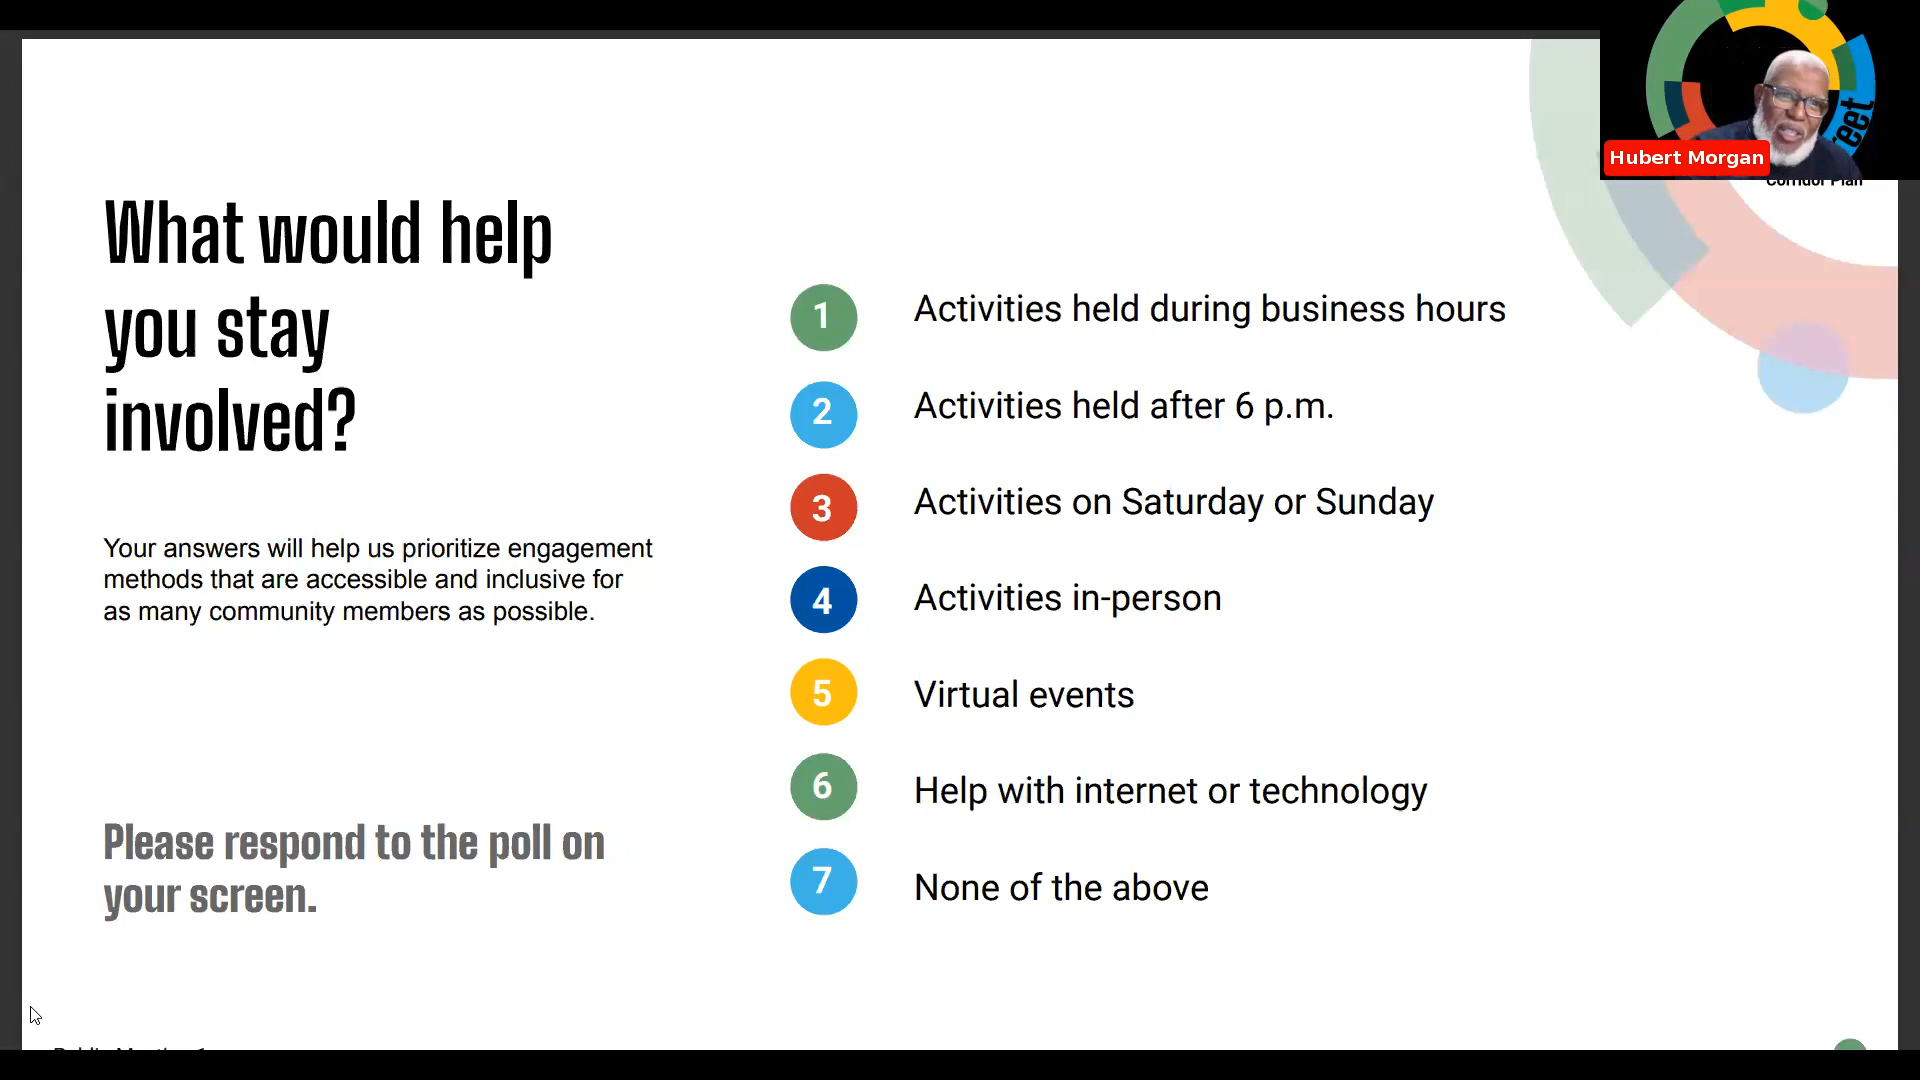 Hubert Morgan
reet
Corridor Plan
What would help
you stay
involved?
Your answers will help us prioritize engagement
methods that are accessible and inclusive for
as many community members as possible.
Please respond to the poll on
your screen.
1 Activities held during business hours
2 Activities held after 6 p.m.
3 Activities on Saturday or Sunday
4 Activities in-person
5 Virtual events
6 Help with internet or technology
7 None of the above